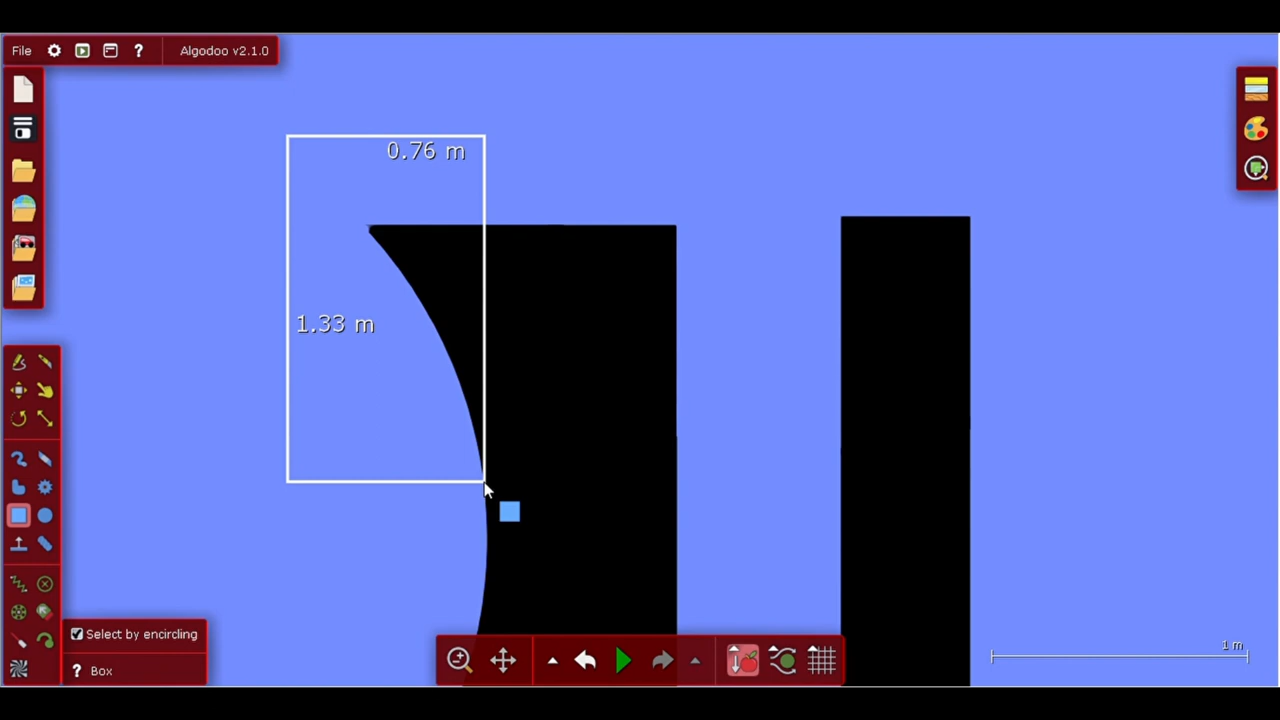 File ? Algodoo v2.1.0
0.76 m
1.33 m
Select by encircling
? Box
1 m